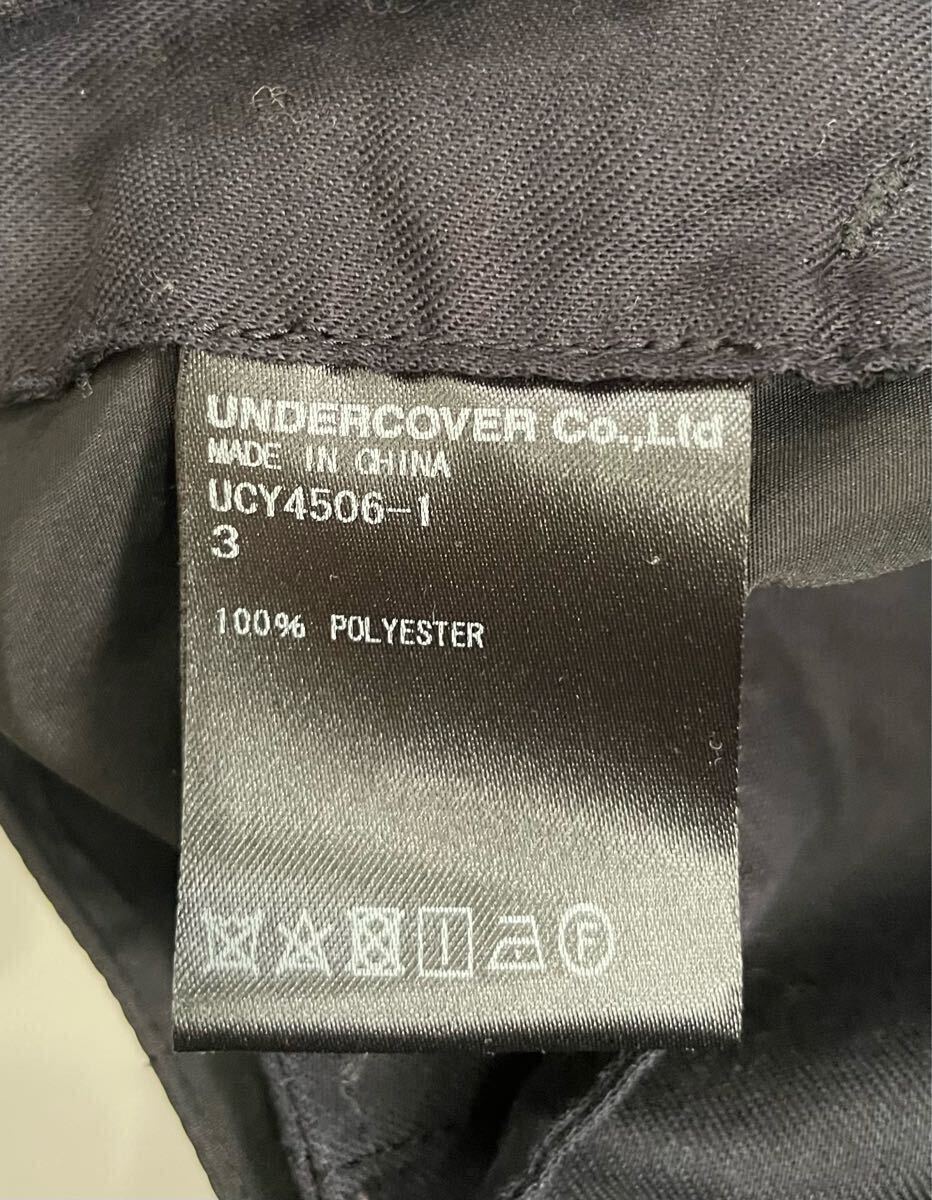 UNDERCOVER Co.,Ltd
MADE IN CHINA
UCY4506-1
3
100% POLYESTER
F